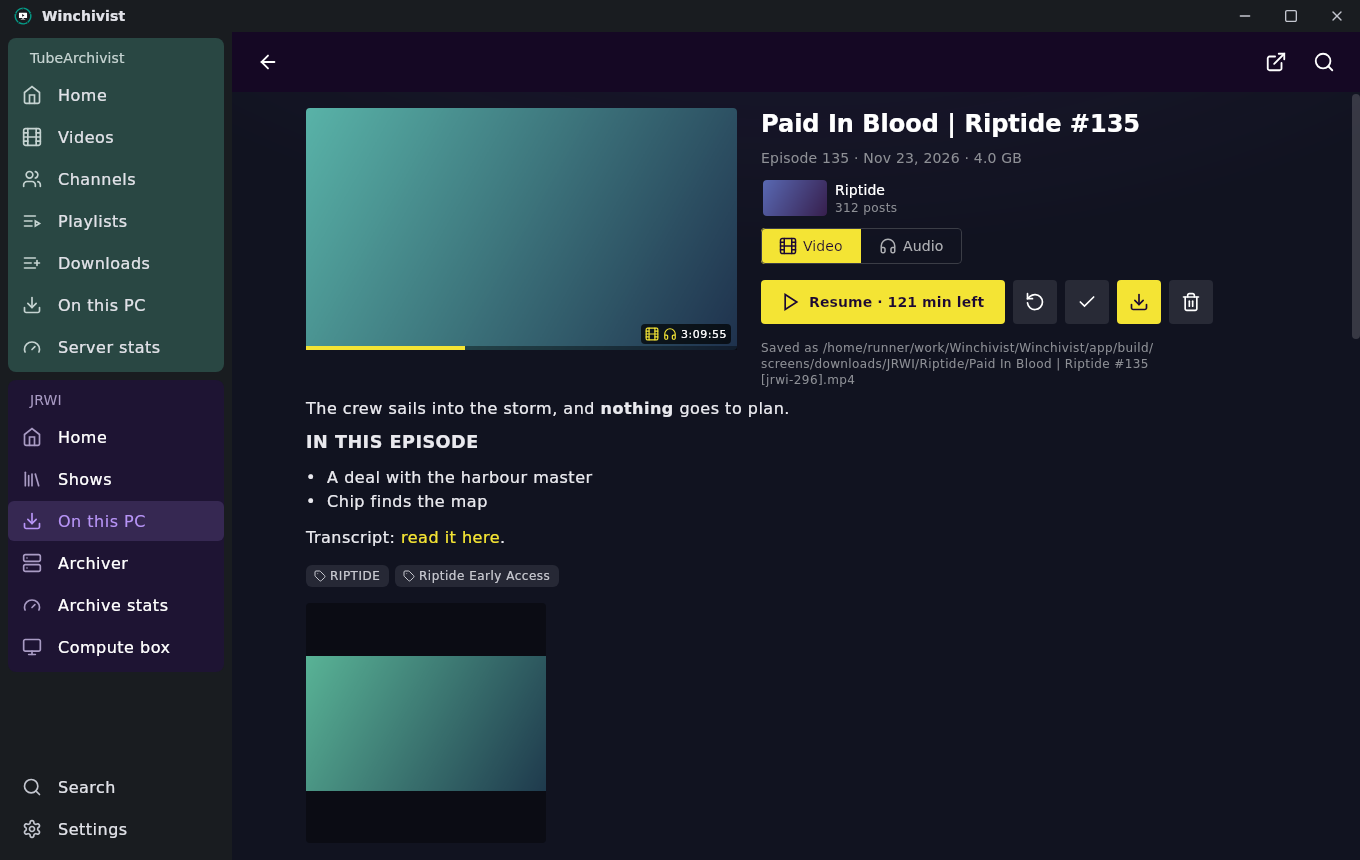 Winchivist
TubeArchivist
Home
Videos
Channels
Playlists
Downloads
On this PC
Server stats
JRWI
Home
Shows
On this PC
Archiver
Archive stats
Compute box
Search
Settings
3:09:55
Paid In Blood | Riptide #135
Episode 135 · Nov 23, 2026 · 4.0 GB
Riptide
312 posts
Video
Audio
Resume · 121 min left
Saved as /home/runner/work/Winchivist/Winchivist/app/build/
screens/downloads/JRWI/Riptide/Paid In Blood | Riptide #135
[jrwi-296].mp4
The crew sails into the storm, and nothing goes to plan.
IN THIS EPISODE
• A deal with the harbour master
• Chip finds the map
Transcript: read it here.
RIPTIDE
Riptide Early Access